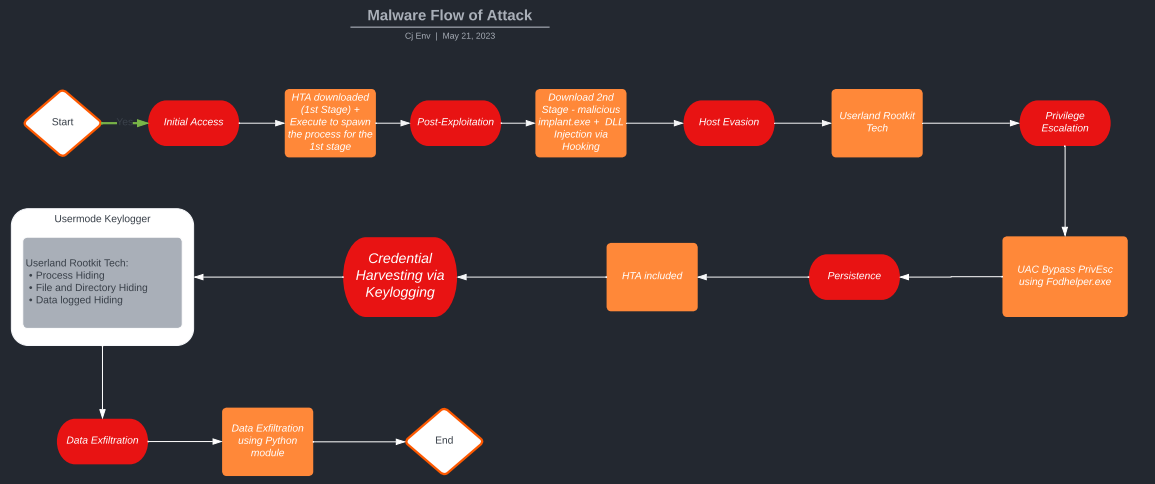 Malware Flow of Attack
Cj Env | May 21, 2023
Start
Yes
Initial Access
HTA downloaded
(1st Stage) +
Execute to spawn
the process for the
1st stage
Post-Exploitation
Download 2nd
Stage - malicious
implant.exe + DLL
Injection via
Hooking
Host Evasion
Userland Rootkit
Tech
Privilege
Escalation
UAC Bypass PrivEsc
using Fodhelper.exe
Persistence
HTA included
Credential
Harvesting via
Keylogging
Usermode Keylogger
Userland Rootkit Tech:
• Process Hiding
• File and Directory Hiding
• Data logged Hiding
Data Exfiltration
Data Exfiltration
using Python
module
End